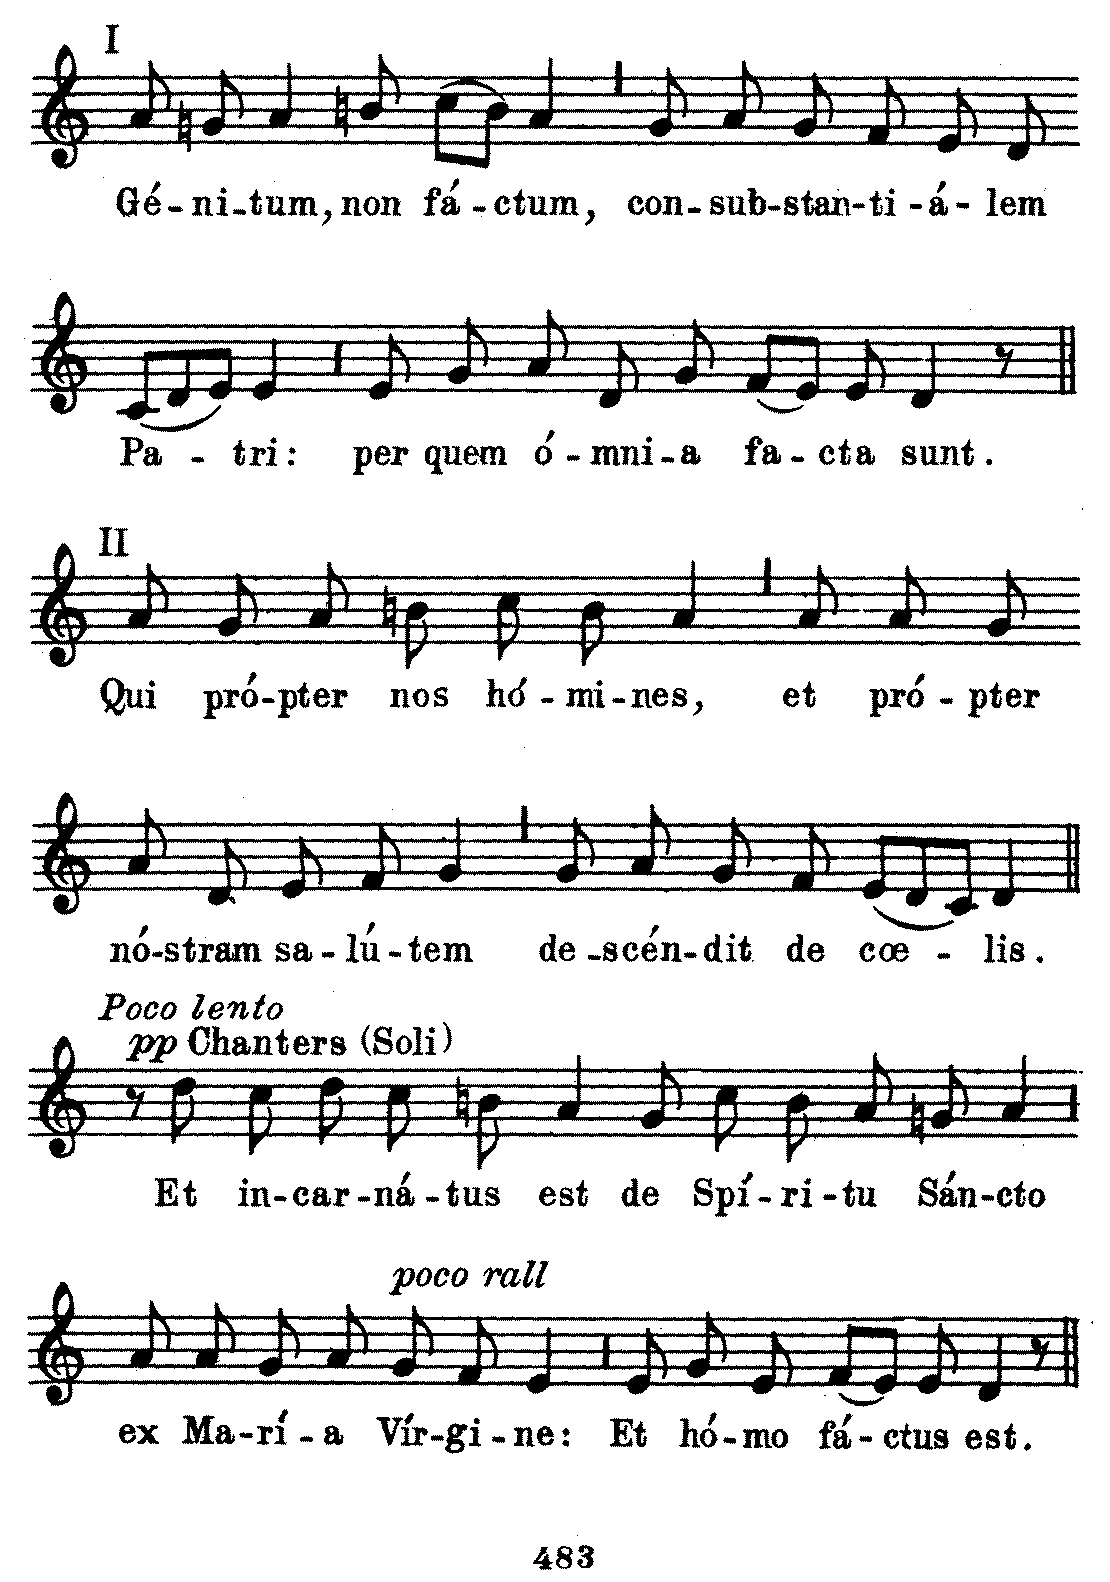 I
Gé-ni-tum, non fá-ctum, con-sub-stan-ti-á-lem
Pa-tri: per quem ó-mni-a fa-cta sunt.
II
Qui pró-pter nos hó-mi-nes, et pró-pter
nó-stram sa-lú-tem de-scén-dit de cœ-lis.
Poco lento
pp Chanters (Soli)
Et in-car-ná-tus est de Spí-ri-tu Sán-cto
poco rall
ex Ma-rí-a Vír-gi-ne: Et hó-mo fá-ctus est.
483